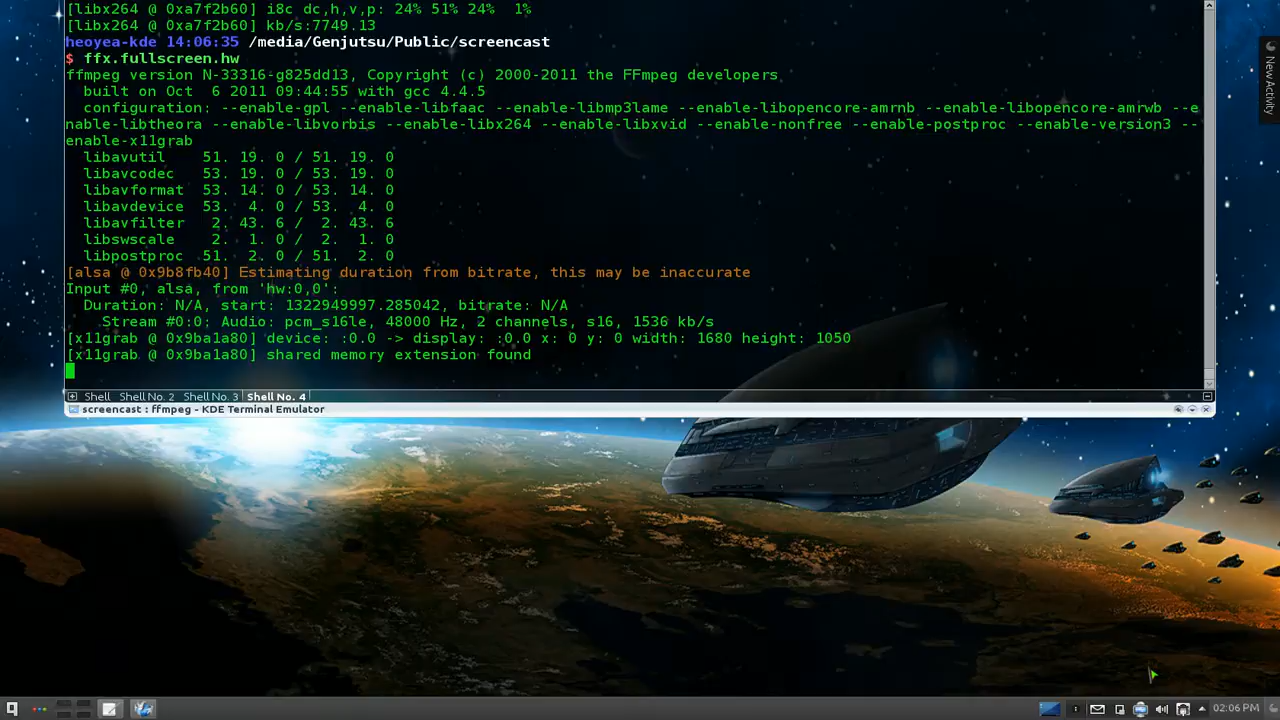 [libx264 @ 0xa7f2b60] i8c dc,h,v,p: 24% 51% 24%  1%
[libx264 @ 0xa7f2b60] kb/s:7749.13
heoyea-kde 14:06:35 /media/Genjutsu/Public/screencast
$ ffx.fullscreen.hw
ffmpeg version N-33316-g825dd13, Copyright (c) 2000-2011 the FFmpeg developers
  built on Oct  6 2011 09:44:55 with gcc 4.4.5
  configuration: --enable-gpl --enable-libfaac --enable-libmp3lame --enable-libopencore-amrnb --enable-libopencore-amrwb --e
nable-libtheora --enable-libvorbis --enable-libx264 --enable-libxvid --enable-nonfree --enable-postproc --enable-version3 --
enable-x11grab
  libavutil    51. 19. 0 / 51. 19. 0
  libavcodec   53. 19. 0 / 53. 19. 0
  libavformat  53. 14. 0 / 53. 14. 0
  libavdevice  53.  4. 0 / 53.  4. 0
  libavfilter   2. 43. 6 /  2. 43. 6
  libswscale    2.  1. 0 /  2.  1. 0
  libpostproc  51.  2. 0 / 51.  2. 0
[alsa @ 0x9b8fb40] Estimating duration from bitrate, this may be inaccurate
Input #0, alsa, from 'hw:0,0':
  Duration: N/A, start: 1322949997.285042, bitrate: N/A
    Stream #0:0: Audio: pcm_s16le, 48000 Hz, 2 channels, s16, 1536 kb/s
[x11grab @ 0x9ba1a80] device: :0.0 -> display: :0.0 x: 0 y: 0 width: 1680 height: 1050
[x11grab @ 0x9ba1a80] shared memory extension found
Shell Shell No. 2 Shell No. 3 Shell No. 4
screencast : ffmpeg - KDE Terminal Emulator
New Activity
02:06 PM